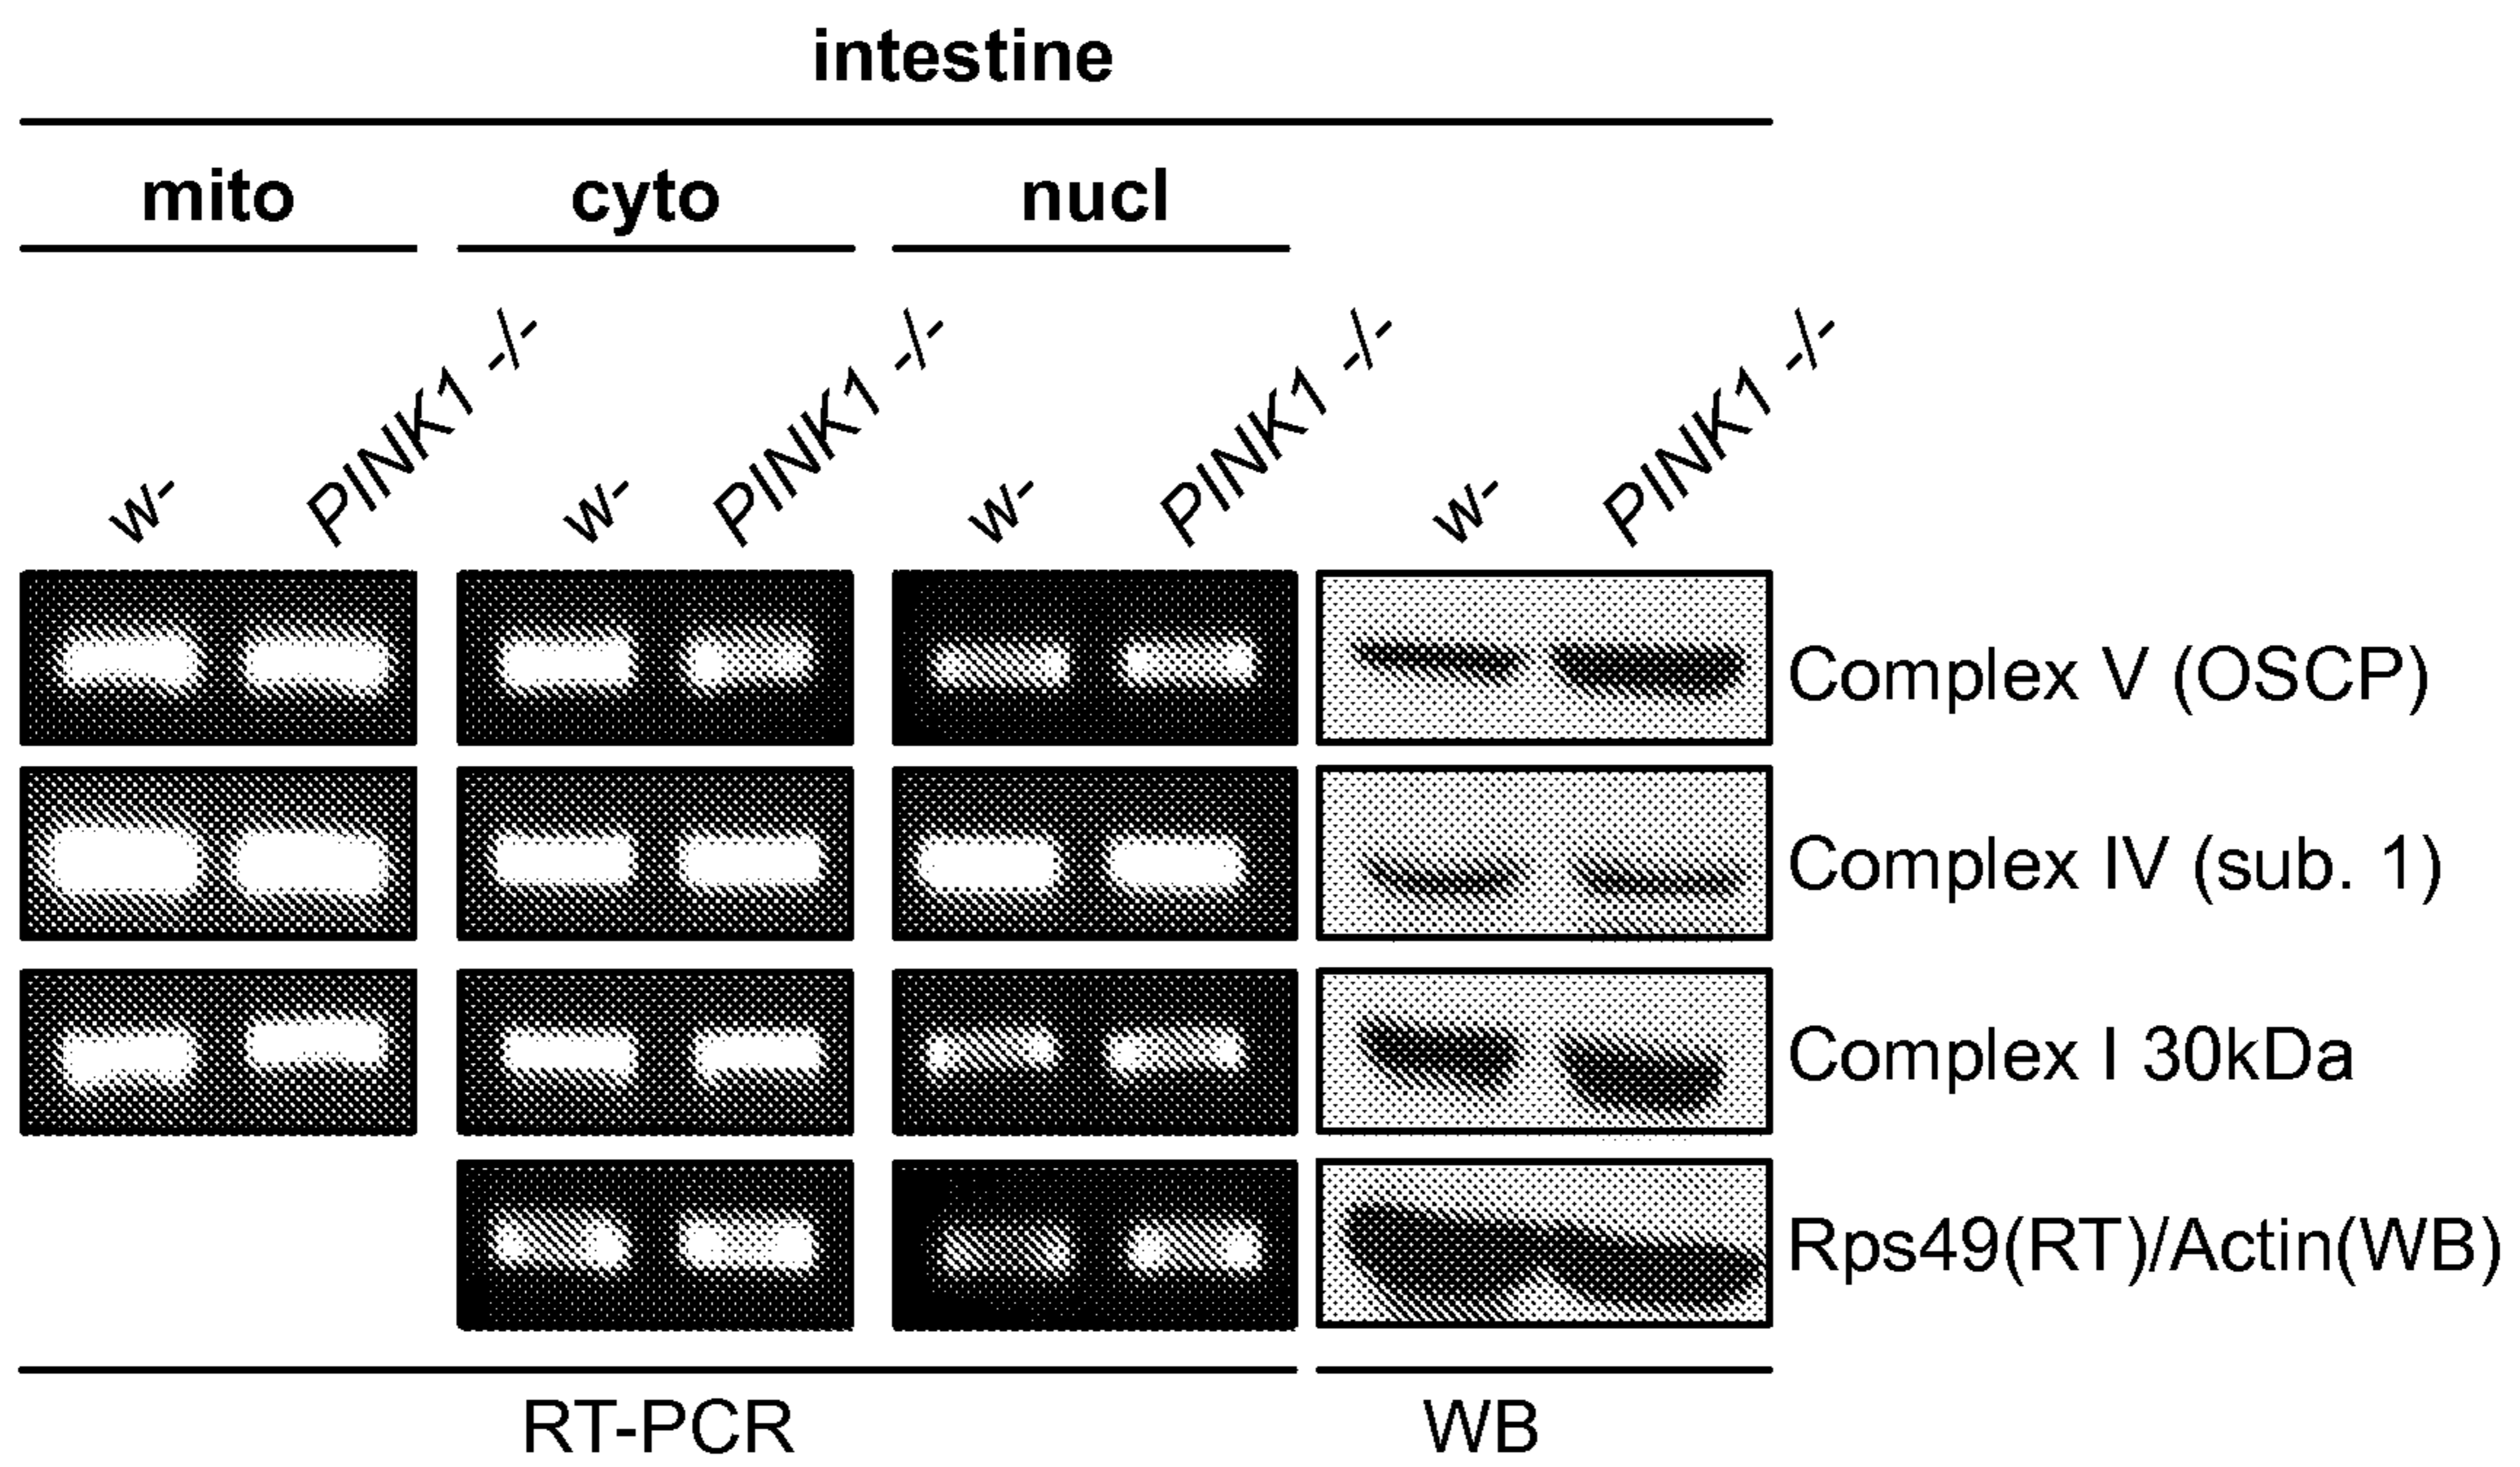 intestine
mito cyto nucl
w- PINK1 -/- w- PINK1 -/- w- PINK1 -/- w- PINK1 -/-
Complex V (OSCP)
Complex IV (sub. 1)
Complex I 30kDa
Rps49(RT)/Actin(WB)
RT-PCR WB